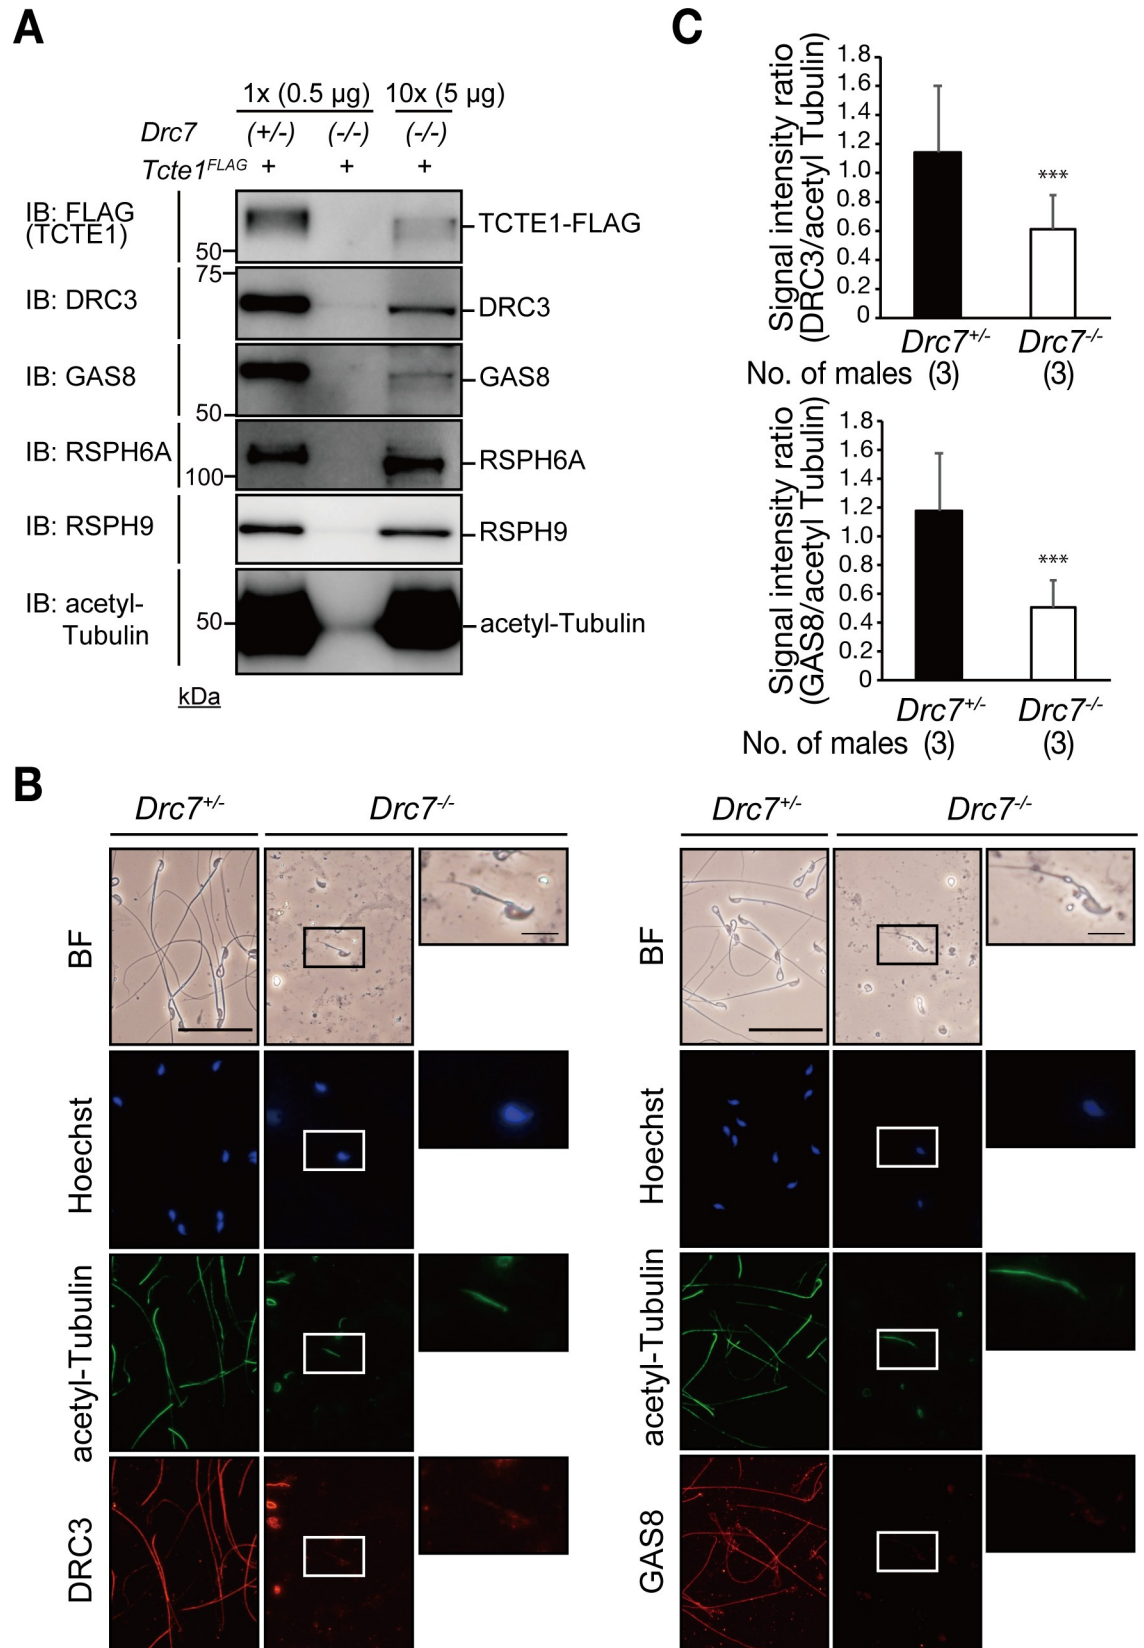 A
1x (0.5 µg) 10x (5 µg)
Drc7 (+/-) (-/-) (-/-)
Tcte1FLAG + + +
IB: FLAG
(TCTE1)
50
TCTE1-FLAG
75
IB: DRC3
DRC3
IB: GAS8
50
GAS8
IB: RSPH6A
100
RSPH6A
IB: RSPH9
RSPH9
IB: acetyl-
Tubulin
50
acetyl-Tubulin
kDa
C
Signal intensity ratio
(DRC3/acetyl Tubulin)
1.8
1.6
1.4
1.2
1.0
0.8
0.6
0.4
0.2
0
***
Drc7+/- Drc7-/-
No. of males (3) (3)
Signal intensity ratio
(GAS8/acetyl Tubulin)
1.8
1.6
1.4
1.2
1.0
0.8
0.6
0.4
0.2
0
***
Drc7+/- Drc7-/-
No. of males (3) (3)
B
Drc7+/- Drc7-/-
BF
Hoechst
acetyl-Tubulin
DRC3
Drc7+/- Drc7-/-
BF
Hoechst
acetyl-Tubulin
GAS8